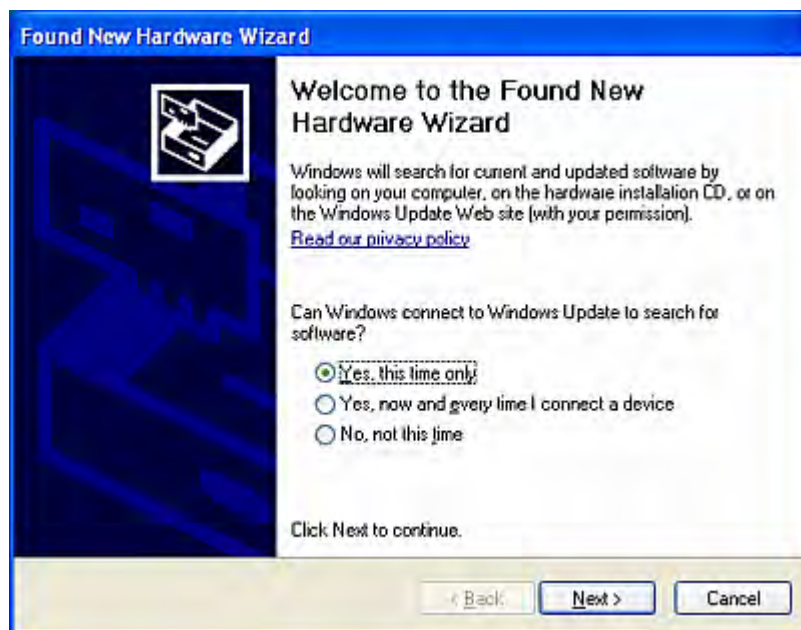 Found New Hardware Wizard
Welcome to the Found New
Hardware Wizard
Windows will search for current and updated software by
looking on your computer, on the hardware installation CD, or on
the Windows Update Web site (with your permission).
Read our privacy policy
Can Windows connect to Windows Update to search for
software?
Yes, this time only
Yes, now and every time I connect a device
No, not this time
Click Next to continue.
< Back
Next >
Cancel